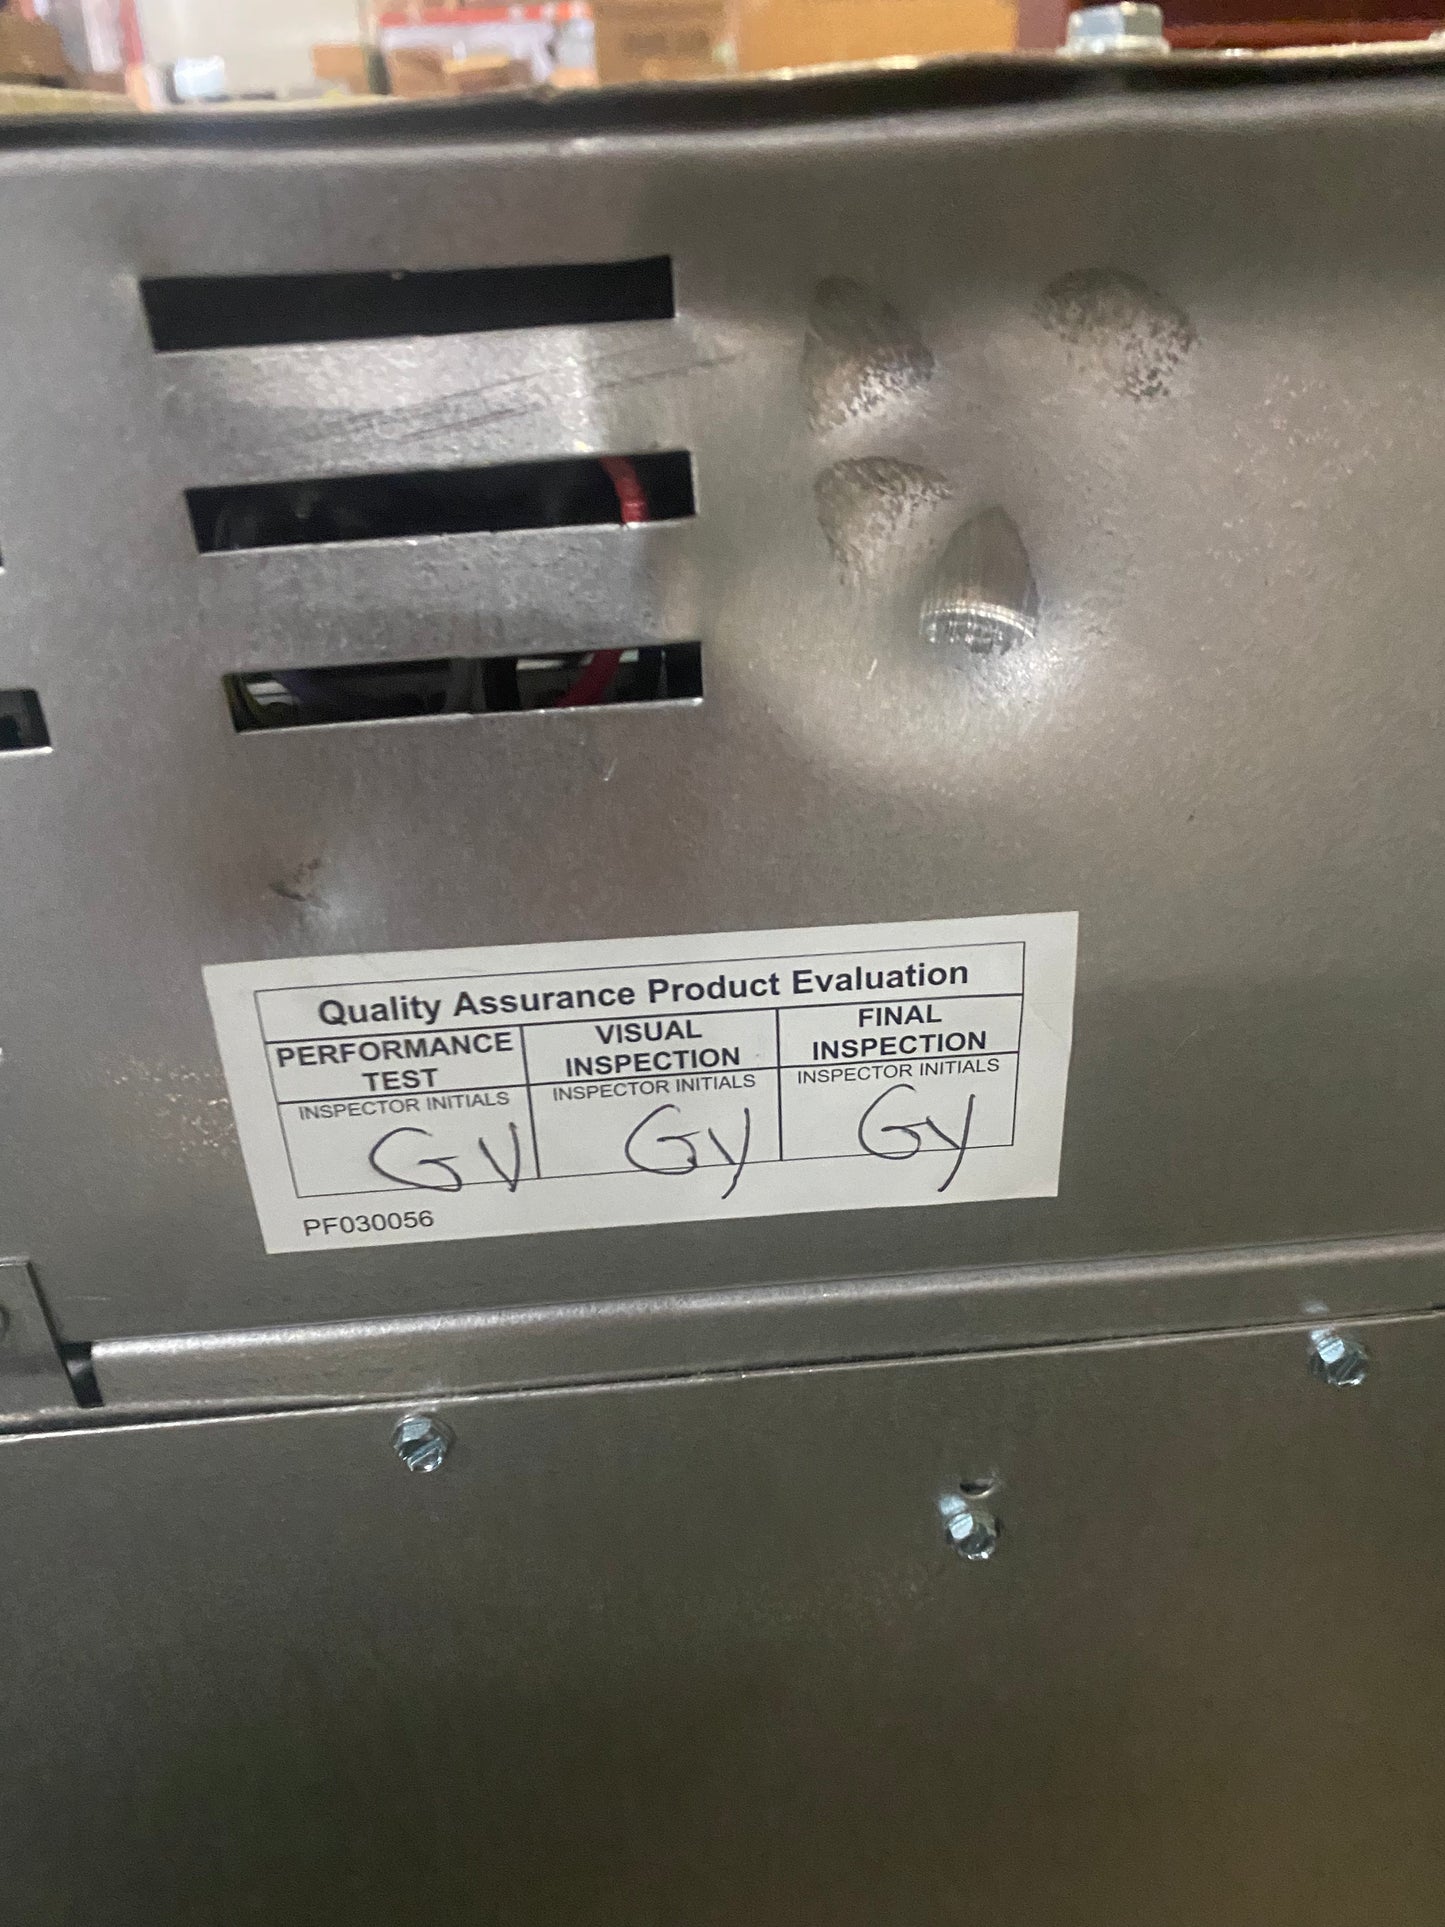 Quality Assurance Product Evaluation
PERFORMANCE TEST
VISUAL INSPECTION
FINAL INSPECTION
INSPECTOR INITIALS
INSPECTOR INITIALS
INSPECTOR INITIALS
GV
Gy
Gy
PF030056